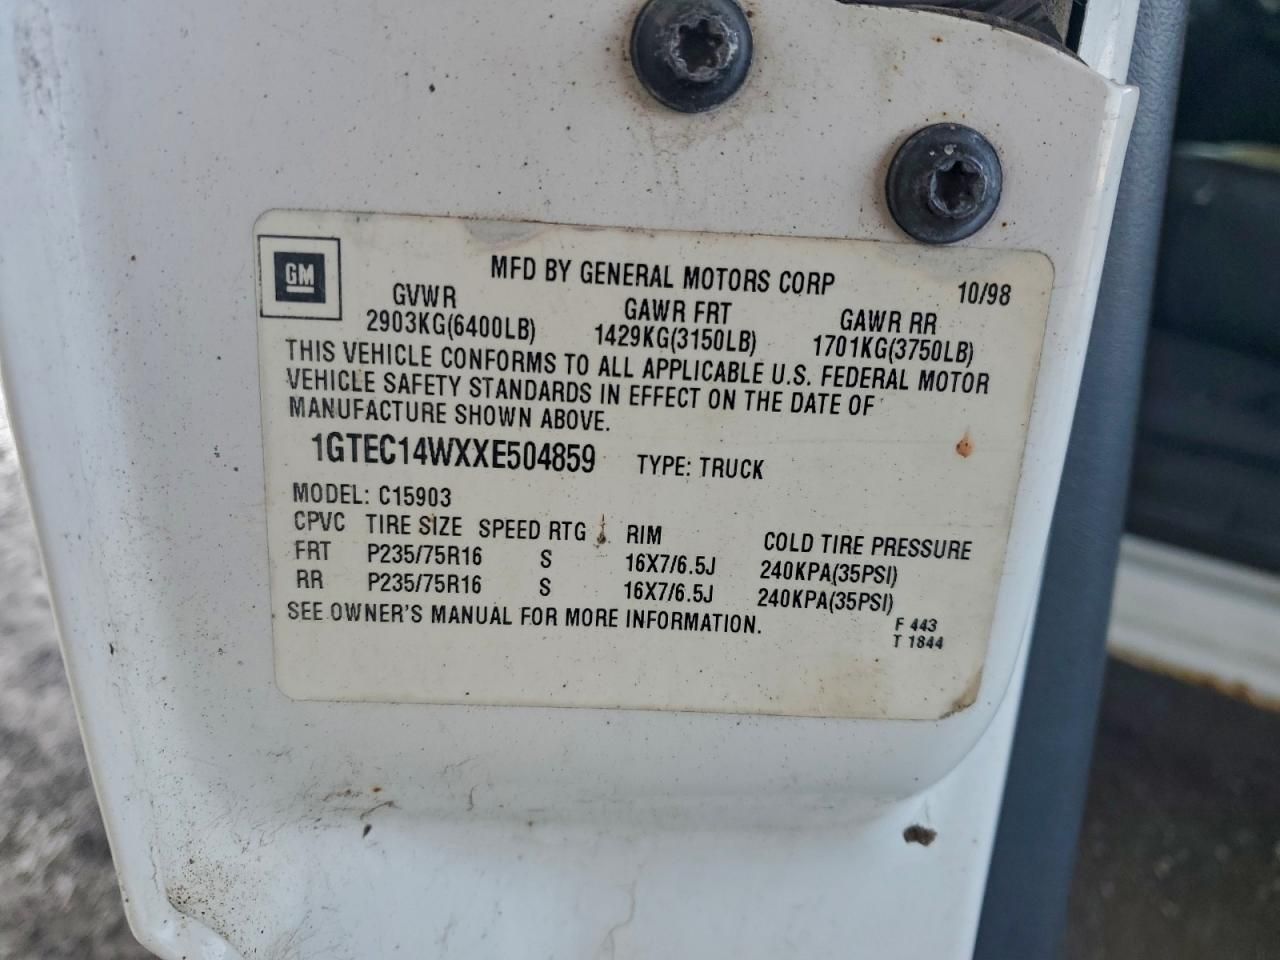 GM
MFD BY GENERAL MOTORS CORP 10/98
GVWR GAWR FRT GAWR RR
2903KG(6400LB) 1429KG(3150LB) 1701KG(3750LB)
THIS VEHICLE CONFORMS TO ALL APPLICABLE U.S. FEDERAL MOTOR
VEHICLE SAFETY STANDARDS IN EFFECT ON THE DATE OF
MANUFACTURE SHOWN ABOVE.
1GTEC14WXXE504859 TYPE: TRUCK
MODEL: C15903
CPVC TIRE SIZE SPEED RTG RIM COLD TIRE PRESSURE
FRT P235/75R16 S 16X7/6.5J 240KPA(35PSI)
RR P235/75R16 S 16X7/6.5J 240KPA(35PSI)
SEE OWNER'S MANUAL FOR MORE INFORMATION.
F 443
T 1844